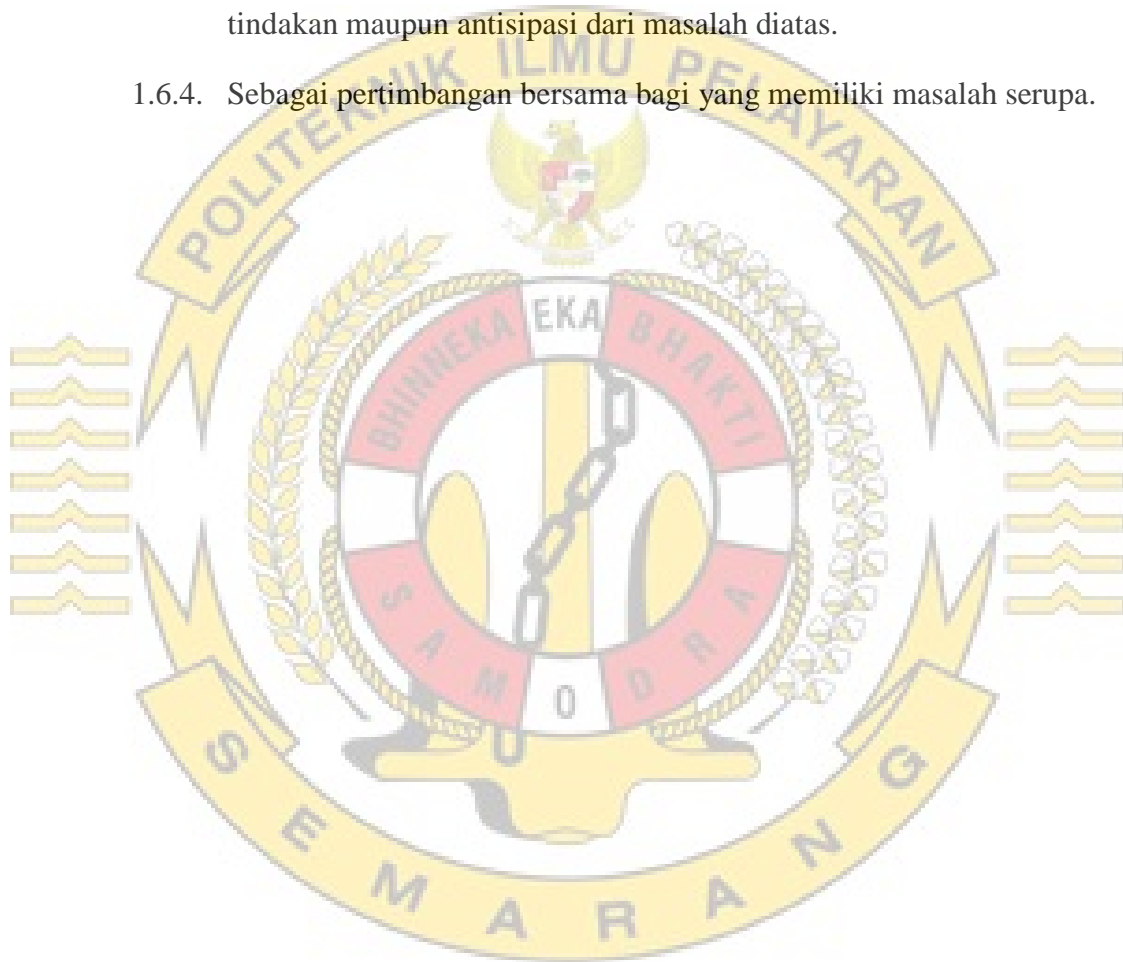 tindakan maupun antisipasi dari masalah diatas.
1.6.4. Sebagai pertimbangan bersama bagi yang memiliki masalah serupa.
POLITEKNIK ILMU PELAYARAN
BHINNEKA EKA BHAKTI
SAMODRA
SEMARANG